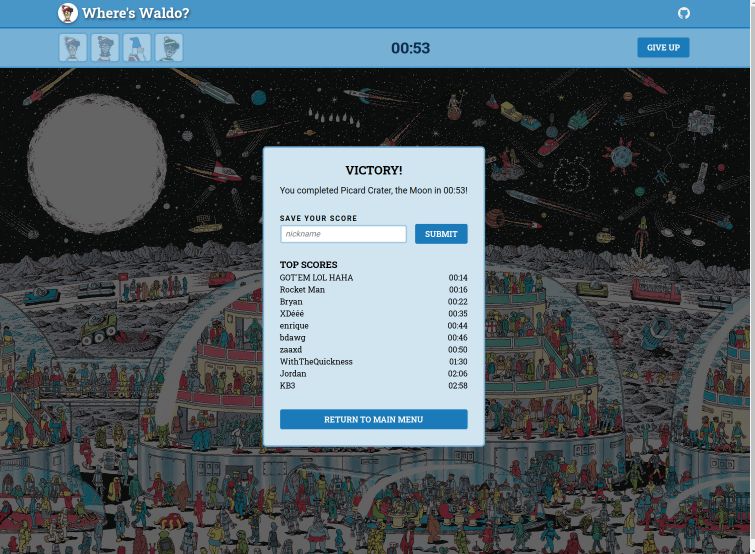 Where's Waldo?
00:53
GIVE UP
VICTORY!
You completed Picard Crater, the Moon in 00:53!
SAVE YOUR SCORE
nickname
SUBMIT
TOP SCORES
GOT'EM LOL HAHA 00:14
Rocket Man 00:16
Bryan 00:22
XDééé 00:35
enrique 00:44
bdawg 00:46
zaaxd 00:50
WithTheQuickness 01:30
Jordan 02:06
KB3 02:58
RETURN TO MAIN MENU